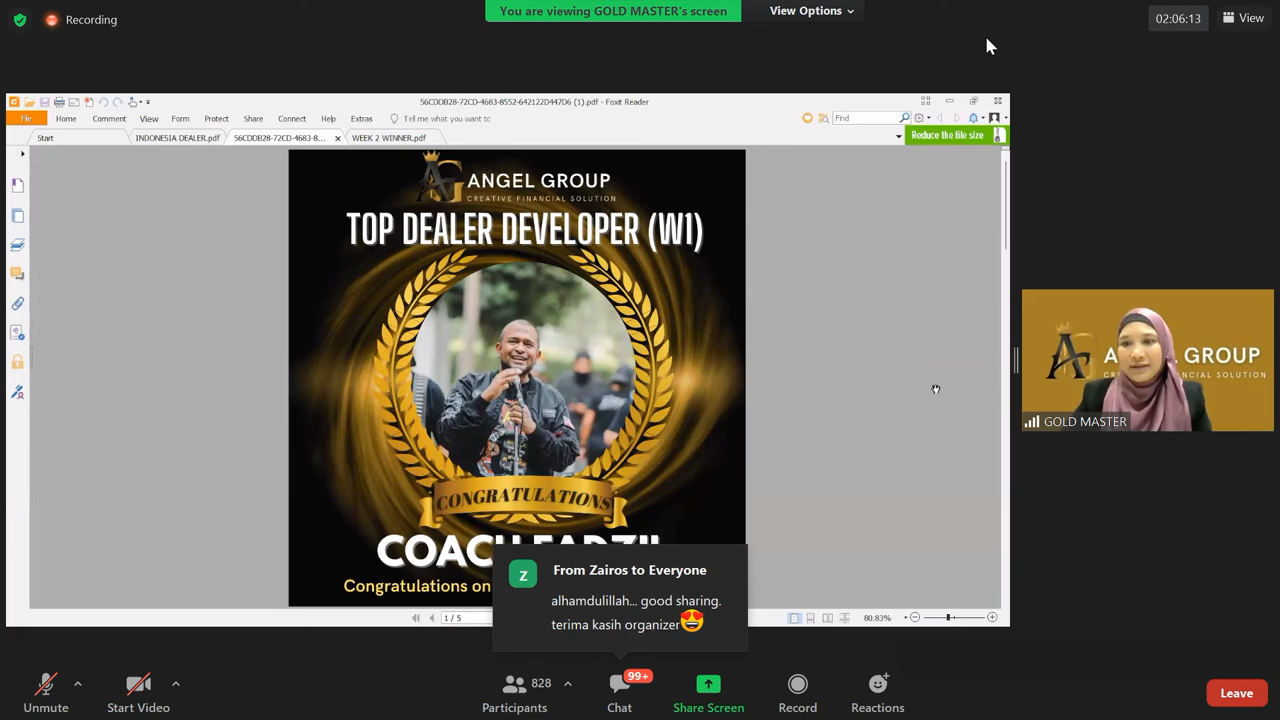 Recording
You are viewing GOLD MASTER's screen
View Options
02:06:13
View
56CDDB28-72CD-4683-8552-642122D447D6 (1).pdf - Foxit Reader
File Home Comment View Form Protect Share Connect Help Extras Tell me what you want to
Find
Start
INDONESIA DEALER.pdf
56CDDB28-72CD-4683-8...
WEEK 2 WINNER.pdf
Reduce the file size
AG ANGEL GROUP
CREATIVE FINANCIAL SOLUTION
TOP DEALER DEVELOPER (W1)
CONGRATULATIONS
COACH
Congratulations on
ANGEL GROUP
GOLD MASTER
z
From Zairos to Everyone
alhamdulillah... good sharing.
terima kasih organizer😍
1 / 5
80.83%
Unmute
Start Video
828
Participants
99+
Chat
Share Screen
Record
Reactions
Leave